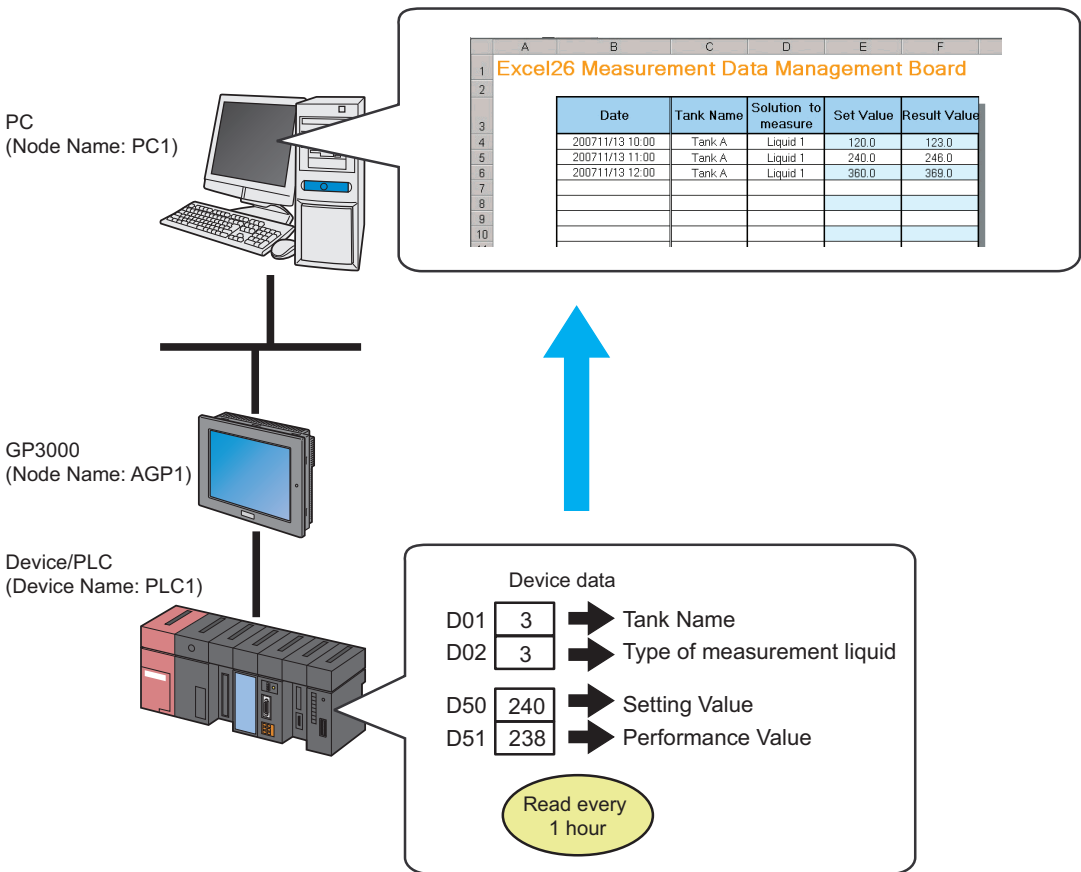 A B C D E F
1 Excel26 Measurement Data Management Board
2
3 Date Tank Name Solution to measure Set Value Result Value
4 200711/13 10:00 Tank A Liquid 1 120.0 123.0
5 200711/13 11:00 Tank A Liquid 1 240.0 246.0
6 200711/13 12:00 Tank A Liquid 1 360.0 369.0
7
8
9
10
PC
(Node Name: PC1)
GP3000
(Node Name: AGP1)
Device/PLC
(Device Name: PLC1)
Device data
D01 3 Tank Name
D02 3 Type of measurement liquid
D50 240 Setting Value
D51 238 Performance Value
Read every
1 hour